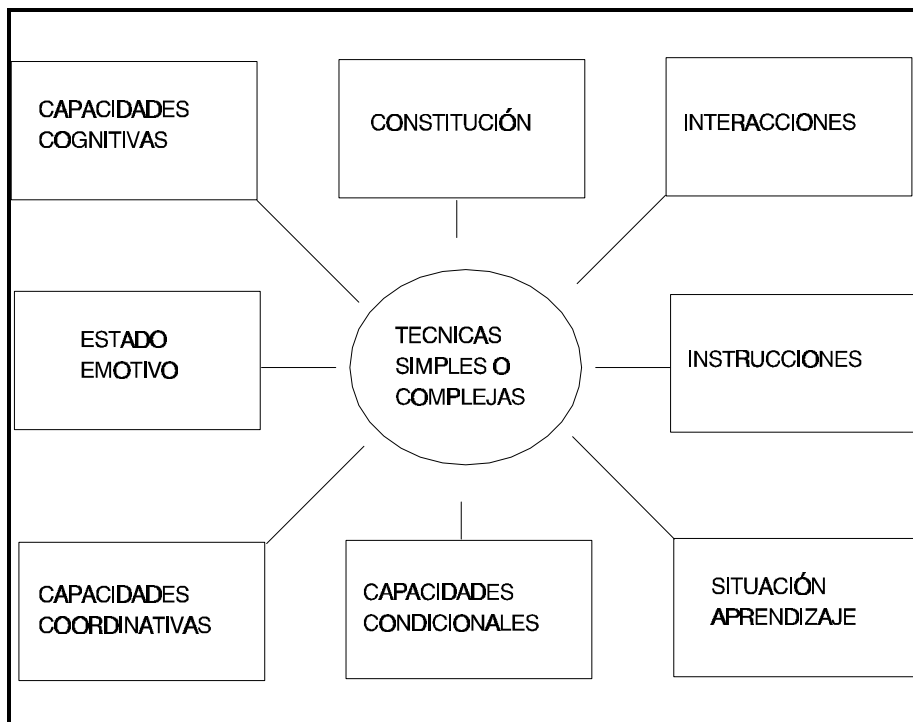 CAPACIDADES
COGNITIVAS
CONSTITUCIÓN
INTERACCIONES
ESTADO
EMOTIVO
TECNICAS
SIMPLES O
COMPLEJAS
INSTRUCCIONES
CAPACIDADES
COORDINATIVAS
CAPACIDADES
CONDICIONALES
SITUACIÓN
APRENDIZAJE